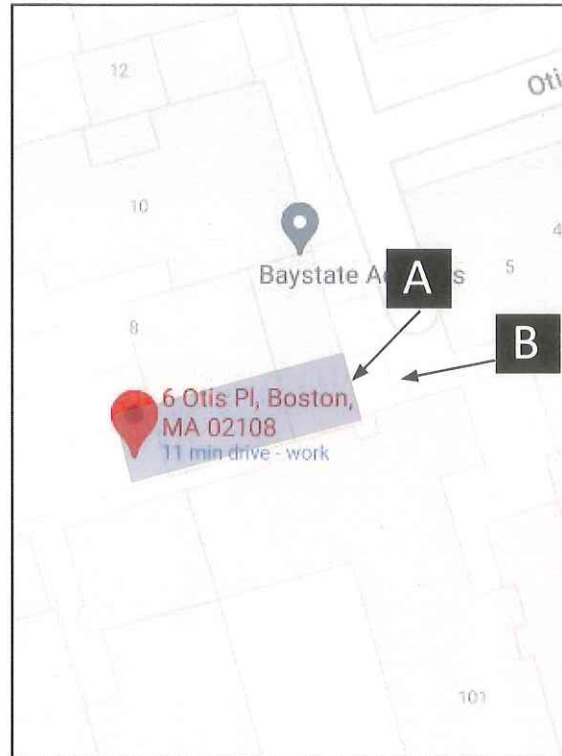 12
Oti
10
4
Baystate A
s
5
A
B
8
6 Otis Pl, Boston,
MA 02108
11 min drive - work
101